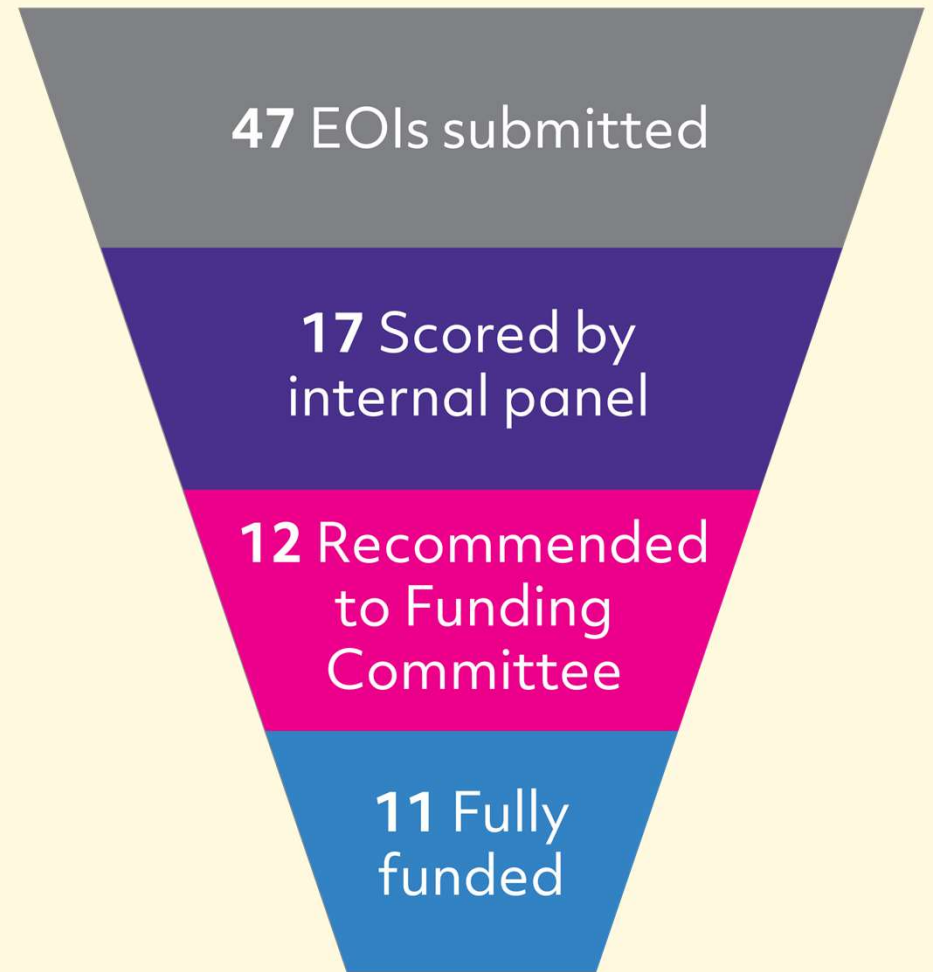 47 EOIs submitted
17 Scored by
internal panel
12 Recommended
to Funding
Committee
11 Fully
funded